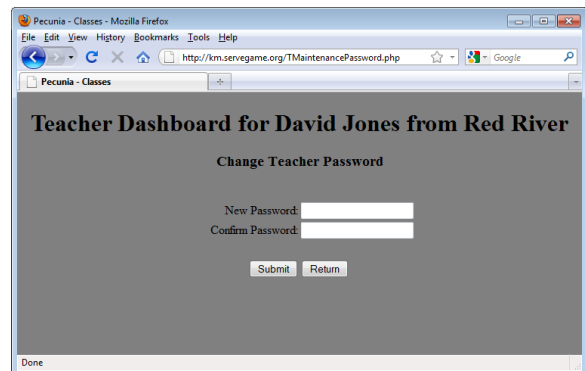 Pecunia - Classes - Mozilla Firefox
File Edit View History Bookmarks Tools Help
http://km.servegame.org/TMaintenancePassword.php
Google
Pecunia - Classes
Teacher Dashboard for David Jones from Red River
Change Teacher Password
New Password:
Confirm Password:
Submit Return
Done